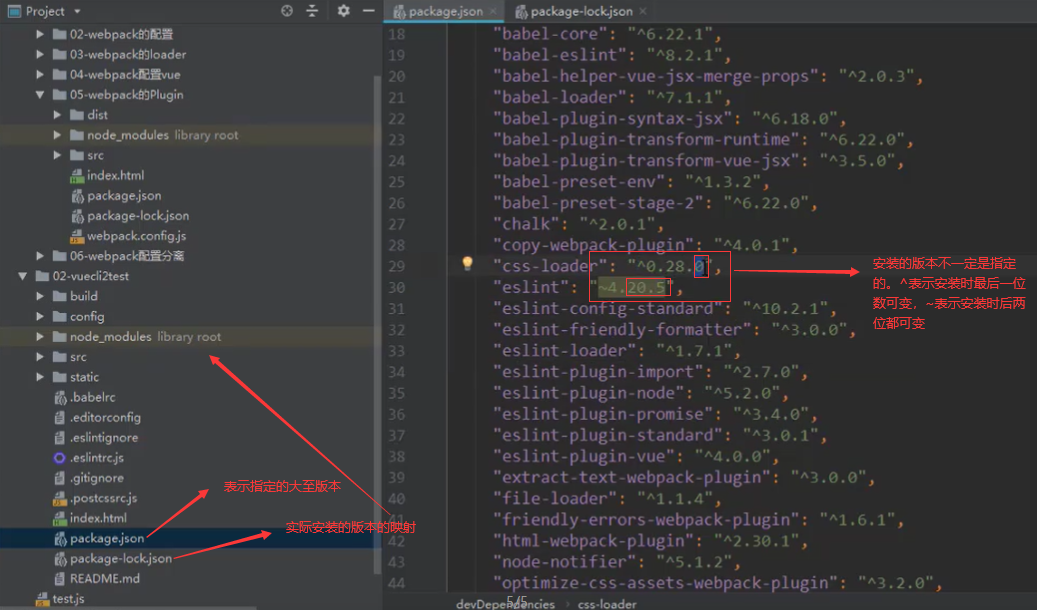 Project
02-webpack的配置
03-webpack的loader
04-webpack配置vue
05-webpack的Plugin
dist
node_modules library root
src
index.html
package.json
package-lock.json
webpack.config.js
06-webpack配置分离
02-vuecli2test
build
config
node_modules library root
src
static
.babelrc
.editorconfig
.eslintignore
.eslintrc.js
.gitignore
.postcssrc.js
index.html
package.json
package-lock.json
README.md
test.js
表示指定的大至版本
实际安装的版本的映射
package.json
package-lock.json
18 "babel-core": "^6.22.1",
19 "babel-eslint": "^8.2.1",
20 "babel-helper-vue-jsx-merge-props": "^2.0.3",
21 "babel-loader": "^7.1.1",
22 "babel-plugin-syntax-jsx": "^6.18.0",
23 "babel-plugin-transform-runtime": "^6.22.0",
24 "babel-plugin-transform-vue-jsx": "^3.5.0",
25 "babel-preset-env": "^1.3.2",
26 "babel-preset-stage-2": "^6.22.0",
27 "chalk": "^2.0.1",
28 "copy-webpack-plugin": "^4.0.1",
29 "css-loader": "^0.28.0",
30 "eslint": "~4.20.5",
31 "eslint-config-standard": "^10.2.1",
32 "eslint-friendly-formatter": "^3.0.0",
33 "eslint-loader": "^1.7.1",
34 "eslint-plugin-import": "^2.7.0",
35 "eslint-plugin-node": "^5.2.0",
36 "eslint-plugin-promise": "^3.4.0",
37 "eslint-plugin-standard": "^3.0.1",
38 "eslint-plugin-vue": "^4.0.0",
39 "extract-text-webpack-plugin": "^3.0.0",
40 "file-loader": "^1.1.4",
41 "friendly-errors-webpack-plugin": "^1.6.1",
42 "html-webpack-plugin": "^2.30.1",
43 "node-notifier": "^5.1.2",
44 "optimize-css-assets-webpack-plugin": "^3.2.0",
安装的版本不一定是指定
的。^表示安装时最后一位
数可变，~表示安装时后两
位都可变
devDependencies › css-loader
5/5